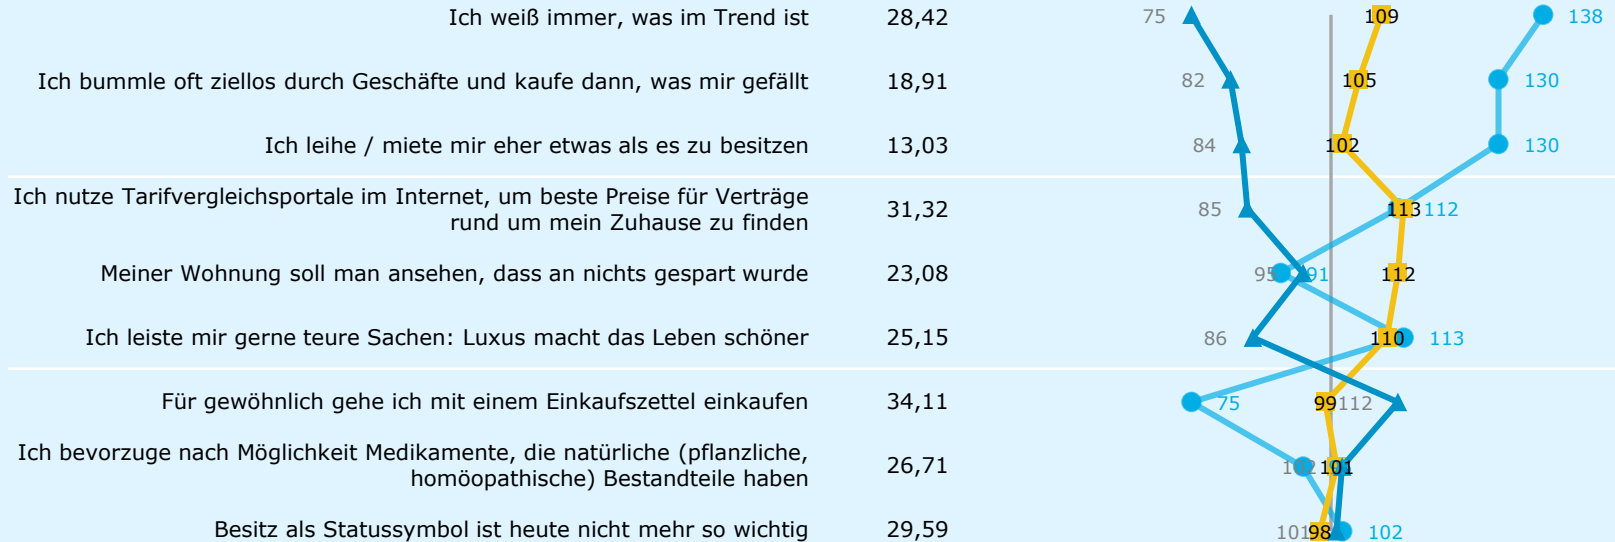 Ich weiß immer, was im Trend ist 28,42 75 109 138
Ich bummle oft ziellos durch Geschäfte und kaufe dann, was mir gefällt 18,91 82 105 130
Ich leihe / miete mir eher etwas als es zu besitzen 13,03 84 102 130
Ich nutze Tarifvergleichsportale im Internet, um beste Preise für Verträge
rund um mein Zuhause zu finden 31,32 85 113 112
Meiner Wohnung soll man ansehen, dass an nichts gespart wurde 23,08 95 91 112
Ich leiste mir gerne teure Sachen: Luxus macht das Leben schöner 25,15 86 110 113
Für gewöhnlich gehe ich mit einem Einkaufszettel einkaufen 34,11 75 99 112
Ich bevorzuge nach Möglichkeit Medikamente, die natürliche (pflanzliche,
homöopathische) Bestandteile haben 26,71 102 101
Besitz als Statussymbol ist heute nicht mehr so wichtig 29,59 101 98 102